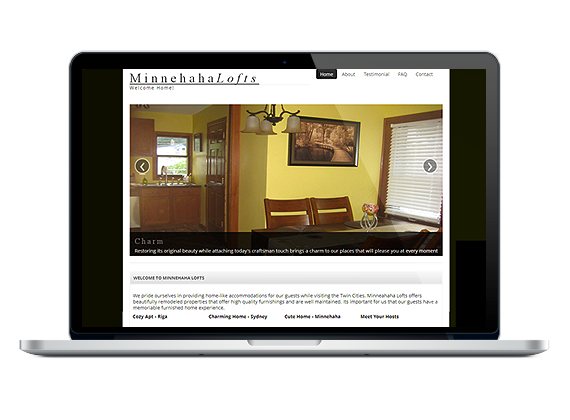 MinnehahaLofts
Welcome Home!
Home About Testimonial FAQ Contact
Charm
Restoring its original beauty while attaching today's craftsman touch brings a charm to our places that will please you at every moment
WELCOME TO MINNEHAHA LOFTS
We pride ourselves in providing home-like accommodations for our guests while visiting the Twin Cities. Minneahaha Lofts offers
beautifully remodeled properties that offer high quality furnishings and are well maintained. Its important for us that our guests have a
memorable furnished home experience.
Cozy Apt - Riga Charming Home - Sydney Cute Home - Minnehaha Meet Your Hosts